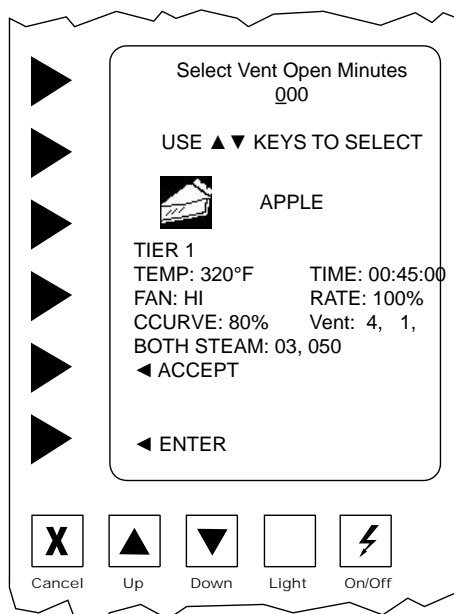 Select Vent Open Minutes
000
USE ▲▼ KEYS TO SELECT
APPLE
TIER 1
TEMP: 320°F TIME: 00:45:00
FAN: HI RATE: 100%
CCURVE: 80% Vent: 4, 1,
BOTH STEAM: 03, 050
◄ ACCEPT
◄ ENTER
X
Cancel Up Down Light On/Off